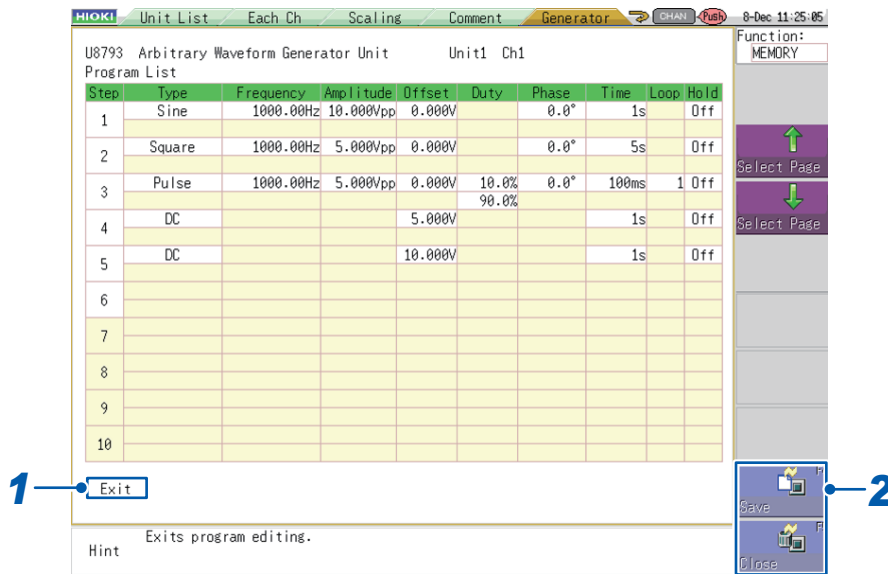 HIOKI Unit List Each Ch Scaling Comment Generator CHAN Push 8-Dec 11:25:05
Function:
MEMORY
U8793 Arbitrary Waveform Generator Unit Unit1 Ch1
Program List
Step Type Frequency Amplitude Offset Duty Phase Time Loop Hold
1 Sine 1000.00Hz 10.000Vpp 0.000V 0.0° 1s Off
2 Square 1000.00Hz 5.000Vpp 0.000V 0.0° 5s Off
3 Pulse 1000.00Hz 5.000Vpp 0.000V 10.0% 0.0° 100ms 1 Off
90.0%
4 DC 5.000V 1s Off
5 DC 10.000V 1s Off
6
7
8
9
10
Select Page
Select Page
1 Exit
Save
2
Close
Hint Exits program editing.